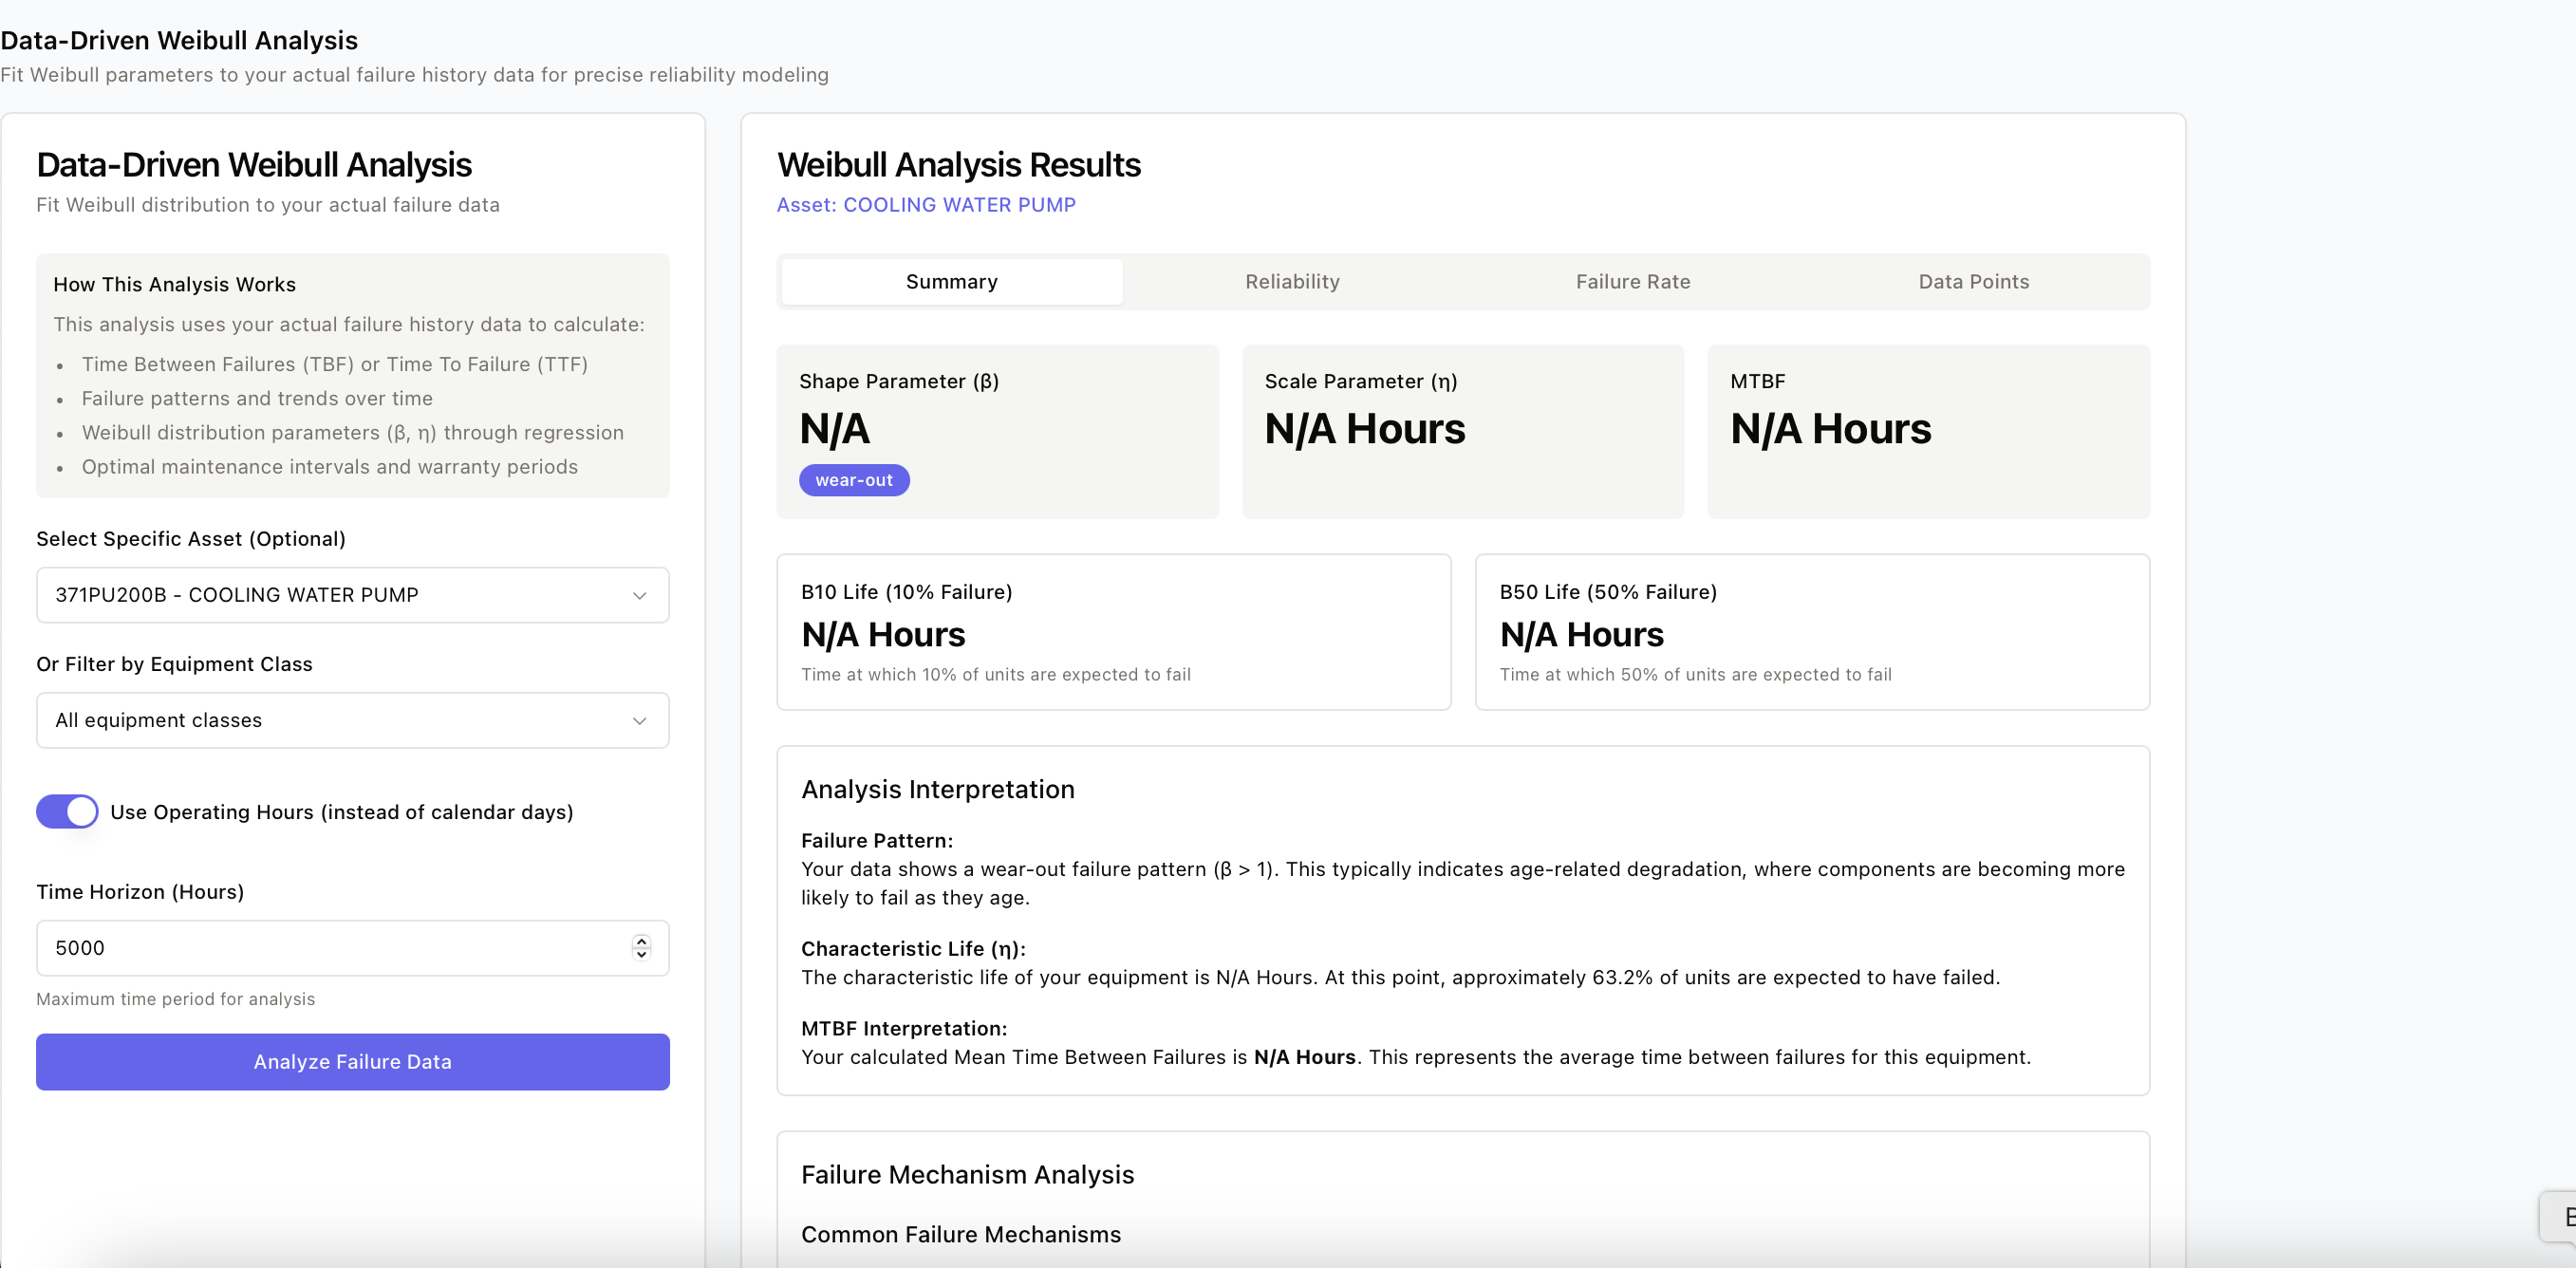 Data-Driven Weibull Analysis
Fit Weibull parameters to your actual failure history data for precise reliability modeling
Data-Driven Weibull Analysis
Fit Weibull distribution to your actual failure data
How This Analysis Works
This analysis uses your actual failure history data to calculate:
• Time Between Failures (TBF) or Time To Failure (TTF)
• Failure patterns and trends over time
• Weibull distribution parameters (β, η) through regression
• Optimal maintenance intervals and warranty periods
Select Specific Asset (Optional)
371PU200B - COOLING WATER PUMP
Or Filter by Equipment Class
All equipment classes
Use Operating Hours (instead of calendar days)
Time Horizon (Hours)
5000
Maximum time period for analysis
Analyze Failure Data
Weibull Analysis Results
Asset: COOLING WATER PUMP
Summary Reliability Failure Rate Data Points
Shape Parameter (β)
N/A
wear-out
Scale Parameter (η)
N/A Hours
MTBF
N/A Hours
B10 Life (10% Failure)
N/A Hours
Time at which 10% of units are expected to fail
B50 Life (50% Failure)
N/A Hours
Time at which 50% of units are expected to fail
Analysis Interpretation
Failure Pattern:
Your data shows a wear-out failure pattern (β > 1). This typically indicates age-related degradation, where components are becoming more
likely to fail as they age.
Characteristic Life (η):
The characteristic life of your equipment is N/A Hours. At this point, approximately 63.2% of units are expected to have failed.
MTBF Interpretation:
Your calculated Mean Time Between Failures is N/A Hours. This represents the average time between failures for this equipment.
Failure Mechanism Analysis
Common Failure Mechanisms